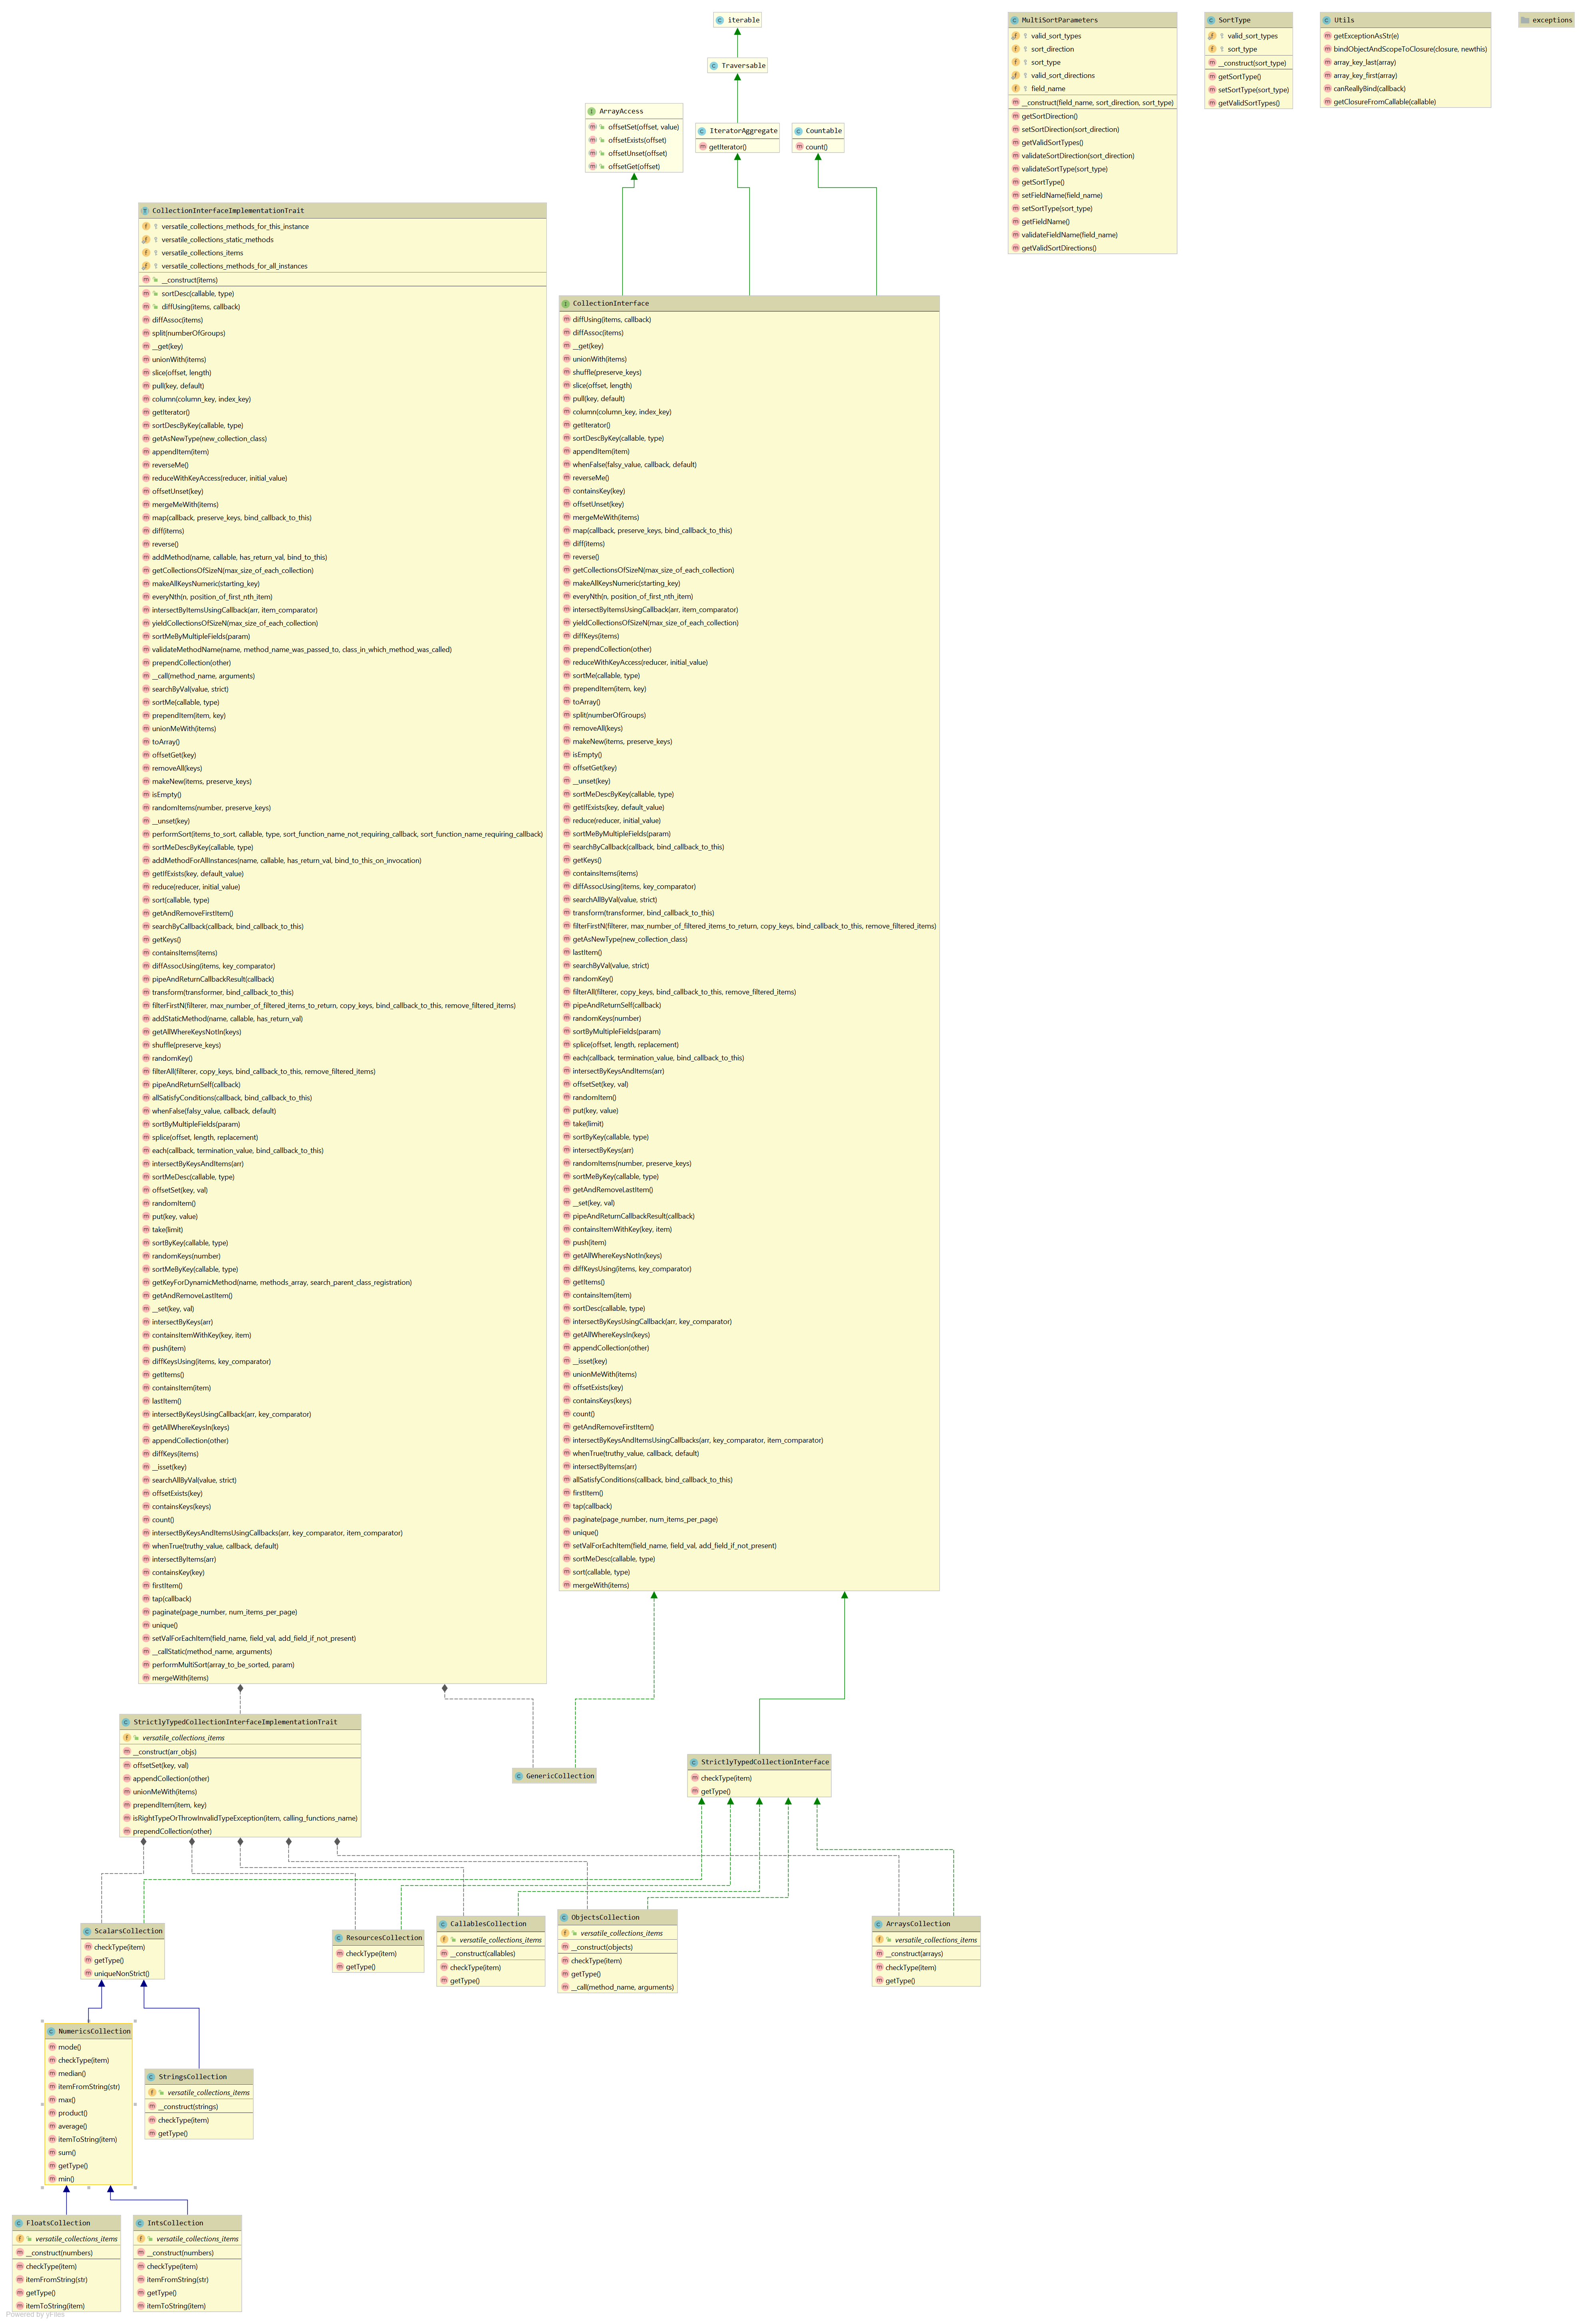 iterable
Traversable
ArrayAccess
offsetSet(offset, value)
offsetExists(offset)
offsetUnset(offset)
offsetGet(offset)
IteratorAggregate
getIterator()
Countable
count()
MultiSortParameters
valid_sort_types
sort_direction
sort_type
valid_sort_directions
field_name
__construct(field_name, sort_direction, sort_type)
getSortDirection()
setSortDirection(sort_direction)
getValidSortTypes()
validateSortDirection(sort_direction)
validateSortType(sort_type)
getSortType()
setFieldName(field_name)
setSortType(sort_type)
getFieldName()
validateFieldName(field_name)
getValidSortDirections()
SortType
valid_sort_types
sort_type
__construct(sort_type)
getSortType()
setSortType(sort_type)
getValidSortTypes()
Utils
getExceptionAsStr(e)
bindObjectAndScopeToClosure(closure, newthis)
array_key_last(array)
array_key_first(array)
canReallyBind(callback)
getClosureFromCallable(callable)
exceptions
CollectionInterfaceImplementationTrait
versatile_collections_methods_for_this_instance
versatile_collections_static_methods
versatile_collections_items
versatile_collections_methods_for_all_instances
__construct(items)
sortDesc(callable, type)
diffUsing(items, callback)
diffAssoc(items)
split(numberOfGroups)
__get(key)
unionWith(items)
slice(offset, length)
pull(key, default)
column(column_key, index_key)
getIterator()
sortDescByKey(callable, type)
getAsNewType(new_collection_class)
appendItem(item)
reverseMe()
reduceWithKeyAccess(reducer, initial_value)
offsetUnset(key)
mergeMeWith(items)
map(callback, preserve_keys, bind_callback_to_this)
diff(items)
reverse()
addMethod(name, callable, has_return_val, bind_to_this)
getCollectionsOfSizeN(max_size_of_each_collection)
makeAllKeysNumeric(starting_key)
everyNth(n, position_of_first_nth_item)
intersectByItemsUsingCallback(arr, item_comparator)
yieldCollectionsOfSizeN(max_size_of_each_collection)
sortMeByMultipleFields(param)
validateMethodName(name, method_name_was_passed_to, class_in_which_method_was_called)
prependCollection(other)
__call(method_name, arguments)
searchByVal(value, strict)
sortMe(callable, type)
prependItem(item, key)
unionMeWith(items)
toArray()
offsetGet(key)
removeAll(keys)
makeNew(items, preserve_keys)
isEmpty()
randomItems(number, preserve_keys)
__unset(key)
performSort(items_to_sort, callable, type, sort_function_name_not_requiring_callback, sort_function_name_requiring_callback)
sortMeDescByKey(callable, type)
addMethodForAllInstances(name, callable, has_return_val, bind_to_this_on_invocation)
getIfExists(key, default_value)
reduce(reducer, initial_value)
sort(callable, type)
getAndRemoveFirstItem()
searchByCallback(callback, bind_callback_to_this)
getKeys()
containsItems(items)
diffAssocUsing(items, key_comparator)
pipeAndReturnCallbackResult(callback)
transform(transformer, bind_callback_to_this)
filterFirstN(filterer, max_number_of_filtered_items_to_return, copy_keys, bind_callback_to_this, remove_filtered_items)
addStaticMethod(name, callable, has_return_val)
getAllWhereKeysNotIn(keys)
shuffle(preserve_keys)
randomKey()
filterAll(filterer, copy_keys, bind_callback_to_this, remove_filtered_items)
pipeAndReturnSelf(callback)
allSatisfyConditions(callback, bind_callback_to_this)
whenFalse(falsy_value, callback, default)
sortByMultipleFields(param)
splice(offset, length, replacement)
each(callback, termination_value, bind_callback_to_this)
intersectByKeysAndItems(arr)
sortMeDesc(callable, type)
offsetSet(key, val)
randomItem()
put(key, value)
take(limit)
sortByKey(callable, type)
randomKeys(number)
sortMeByKey(callable, type)
getKeyForDynamicMethod(name, methods_array, search_parent_class_registration)
getAndRemoveLastItem()
__set(key, val)
intersectByKeys(arr)
containsItemWithKey(key, item)
push(item)
diffKeysUsing(items, key_comparator)
getItems()
containsItem(item)
lastItem()
intersectByKeysUsingCallback(arr, key_comparator)
getAllWhereKeysIn(keys)
appendCollection(other)
diffKeys(items)
__isset(key)
searchAllByVal(value, strict)
offsetExists(key)
containsKeys(keys)
count()
intersectByKeysAndItemsUsingCallbacks(arr, key_comparator, item_comparator)
whenTrue(truthy_value, callback, default)
intersectByItems(arr)
containsKey(key)
firstItem()
tap(callback)
paginate(page_number, num_items_per_page)
unique()
setValForEachItem(field_name, field_val, add_field_if_not_present)
__callStatic(method_name, arguments)
performMultiSort(array_to_be_sorted, param)
mergeWith(items)
CollectionInterface
diffUsing(items, callback)
diffAssoc(items)
__get(key)
unionWith(items)
shuffle(preserve_keys)
slice(offset, length)
pull(key, default)
column(column_key, index_key)
getIterator()
sortDescByKey(callable, type)
appendItem(item)
whenFalse(falsy_value, callback, default)
reverseMe()
containsKey(key)
offsetUnset(key)
mergeMeWith(items)
map(callback, preserve_keys, bind_callback_to_this)
diff(items)
reverse()
getCollectionsOfSizeN(max_size_of_each_collection)
makeAllKeysNumeric(starting_key)
everyNth(n, position_of_first_nth_item)
intersectByItemsUsingCallback(arr, item_comparator)
yieldCollectionsOfSizeN(max_size_of_each_collection)
diffKeys(items)
prependCollection(other)
reduceWithKeyAccess(reducer, initial_value)
sortMe(callable, type)
prependItem(item, key)
toArray()
split(numberOfGroups)
removeAll(keys)
makeNew(items, preserve_keys)
isEmpty()
offsetGet(key)
__unset(key)
sortMeDescByKey(callable, type)
getIfExists(key, default_value)
reduce(reducer, initial_value)
sortMeByMultipleFields(param)
searchByCallback(callback, bind_callback_to_this)
getKeys()
containsItems(items)
diffAssocUsing(items, key_comparator)
searchAllByVal(value, strict)
transform(transformer, bind_callback_to_this)
filterFirstN(filterer, max_number_of_filtered_items_to_return, copy_keys, bind_callback_to_this, remove_filtered_items)
getAsNewType(new_collection_class)
lastItem()
searchByVal(value, strict)
randomKey()
filterAll(filterer, copy_keys, bind_callback_to_this, remove_filtered_items)
pipeAndReturnSelf(callback)
randomKeys(number)
sortByMultipleFields(param)
splice(offset, length, replacement)
each(callback, termination_value, bind_callback_to_this)
intersectByKeysAndItems(arr)
offsetSet(key, val)
randomItem()
put(key, value)
take(limit)
sortByKey(callable, type)
intersectByKeys(arr)
randomItems(number, preserve_keys)
sortMeByKey(callable, type)
getAndRemoveLastItem()
__set(key, val)
pipeAndReturnCallbackResult(callback)
containsItemWithKey(key, item)
push(item)
getAllWhereKeysNotIn(keys)
diffKeysUsing(items, key_comparator)
getItems()
containsItem(item)
sortDesc(callable, type)
intersectByKeysUsingCallback(arr, key_comparator)
getAllWhereKeysIn(keys)
appendCollection(other)
__isset(key)
unionMeWith(items)
offsetExists(key)
containsKeys(keys)
count()
getAndRemoveFirstItem()
intersectByKeysAndItemsUsingCallbacks(arr, key_comparator, item_comparator)
whenTrue(truthy_value, callback, default)
intersectByItems(arr)
allSatisfyConditions(callback, bind_callback_to_this)
firstItem()
tap(callback)
paginate(page_number, num_items_per_page)
unique()
setValForEachItem(field_name, field_val, add_field_if_not_present)
sortMeDesc(callable, type)
sort(callable, type)
mergeWith(items)
StrictlyTypedCollectionInterfaceImplementationTrait
versatile_collections_items
__construct(arr_objs)
offsetSet(key, val)
appendCollection(other)
unionMeWith(items)
prependItem(item, key)
isRightTypeOrThrowInvalidTypeException(item, calling_functions_name)
prependCollection(other)
GenericCollection
StrictlyTypedCollectionInterface
checkType(item)
getType()
ScalarsCollection
checkType(item)
getType()
uniqueNonStrict()
ResourcesCollection
checkType(item)
getType()
CallablesCollection
versatile_collections_items
__construct(callables)
checkType(item)
getType()
ObjectsCollection
versatile_collections_items
__construct(objects)
checkType(item)
getType()
__call(method_name, arguments)
ArraysCollection
versatile_collections_items
__construct(arrays)
checkType(item)
getType()
NumericsCollection
mode()
checkType(item)
median()
itemFromString(str)
max()
product()
average()
itemToString(item)
sum()
getType()
min()
StringsCollection
versatile_collections_items
__construct(strings)
checkType(item)
getType()
FloatsCollection
versatile_collections_items
__construct(numbers)
checkType(item)
itemFromString(str)
getType()
itemToString(item)
IntsCollection
versatile_collections_items
__construct(numbers)
checkType(item)
itemFromString(str)
getType()
itemToString(item)
Powered by yFiles